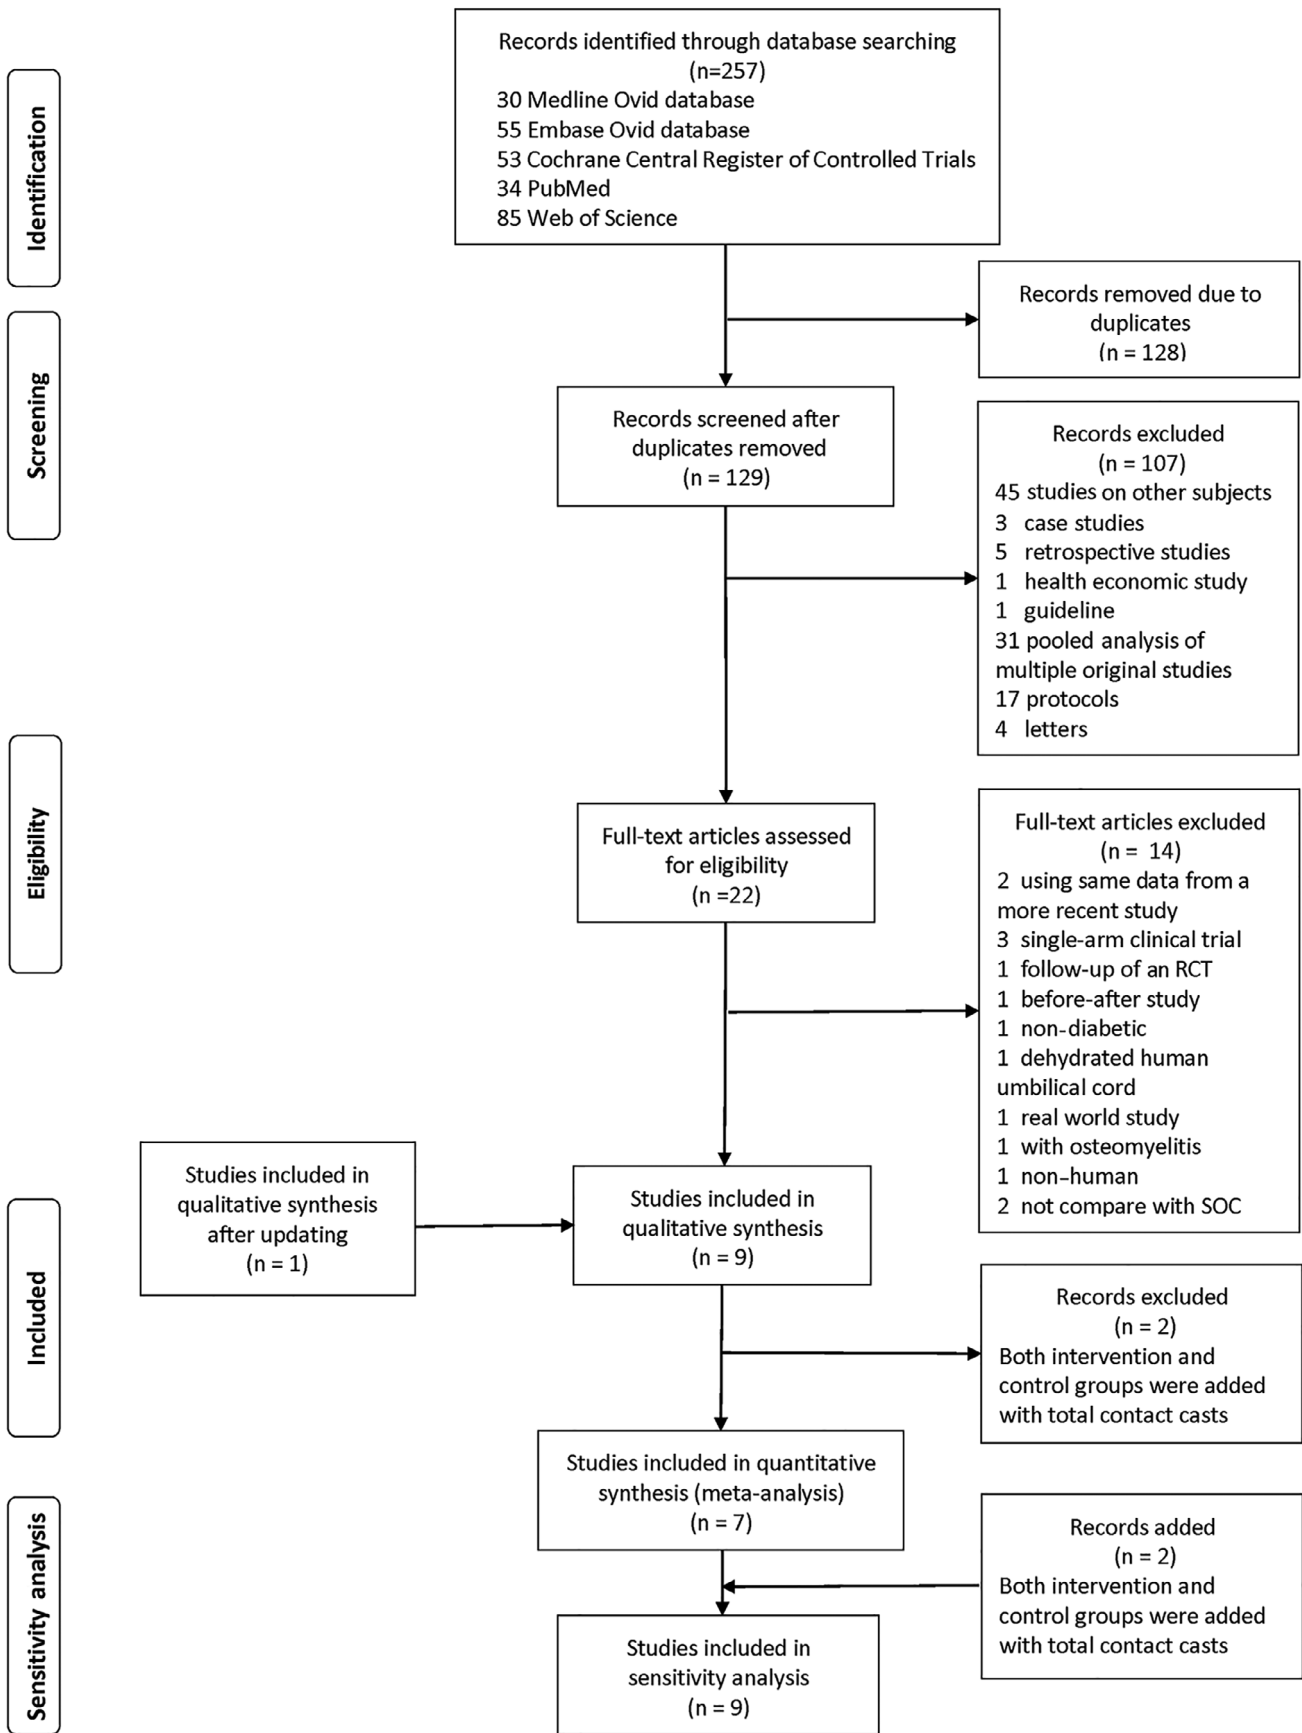 Identification
Records identified through database searching
(n=257)
30 Medline Ovid database
55 Embase Ovid database
53 Cochrane Central Register of Controlled Trials
34 PubMed
85 Web of Science
Records removed due to
duplicates
(n = 128)
Screening
Records screened after
duplicates removed
(n = 129)
Records excluded
(n = 107)
45 studies on other subjects
3 case studies
5 retrospective studies
1 health economic study
1 guideline
31 pooled analysis of
multiple original studies
17 protocols
4 letters
Eligibility
Full-text articles assessed
for eligibility
(n =22)
Full-text articles excluded
(n = 14)
2 using same data from a
more recent study
3 single-arm clinical trial
1 follow-up of an RCT
1 before-after study
1 non-diabetic
1 dehydrated human
umbilical cord
1 real world study
1 with osteomyelitis
1 non-human
2 not compare with SOC
Studies included in
qualitative synthesis
after updating
(n = 1)
Studies included in
qualitative synthesis
(n = 9)
Included
Records excluded
(n = 2)
Both intervention and
control groups were added
with total contact casts
Studies included in quantitative
synthesis (meta-analysis)
(n = 7)
Sensitivity analysis
Records added
(n = 2)
Both intervention and
control groups were added
with total contact casts
Studies included in
sensitivity analysis
(n = 9)